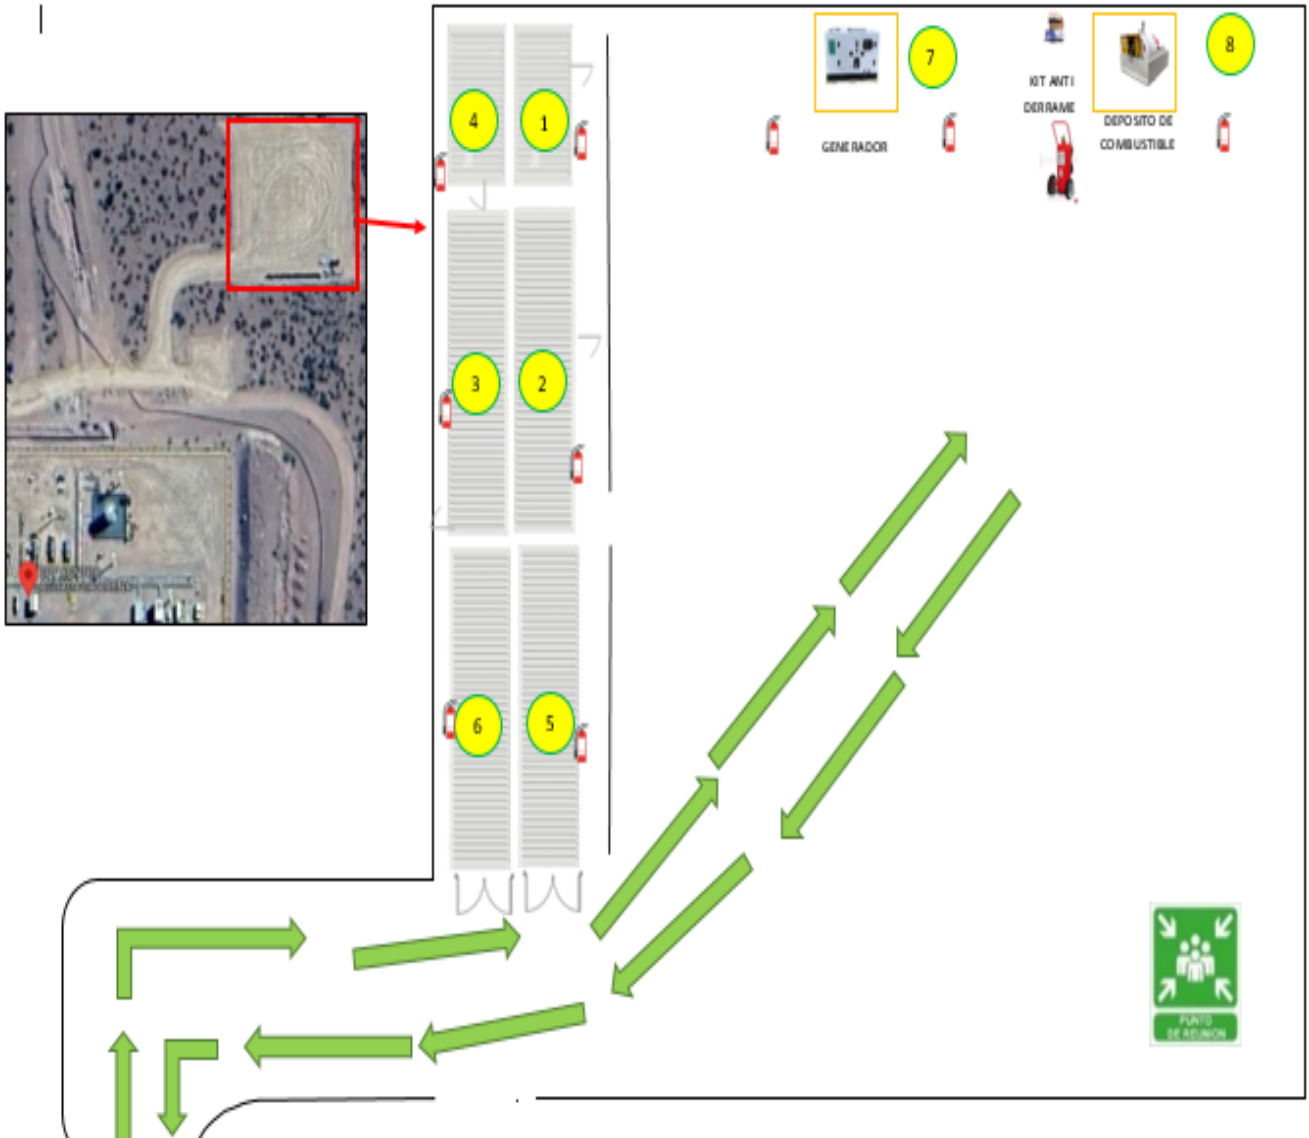 4
1
7
8
KIT ANTI
DERRAME
DEPOSITO DE
COMBUSTIBLE
GENERADOR
3
2
6
5
PUNTO
DE REUNION